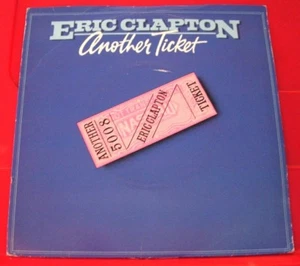 ERIC CLAPTON
Another Ticket
ANOTHER
5008
ERIC CLAPTON
TICKET